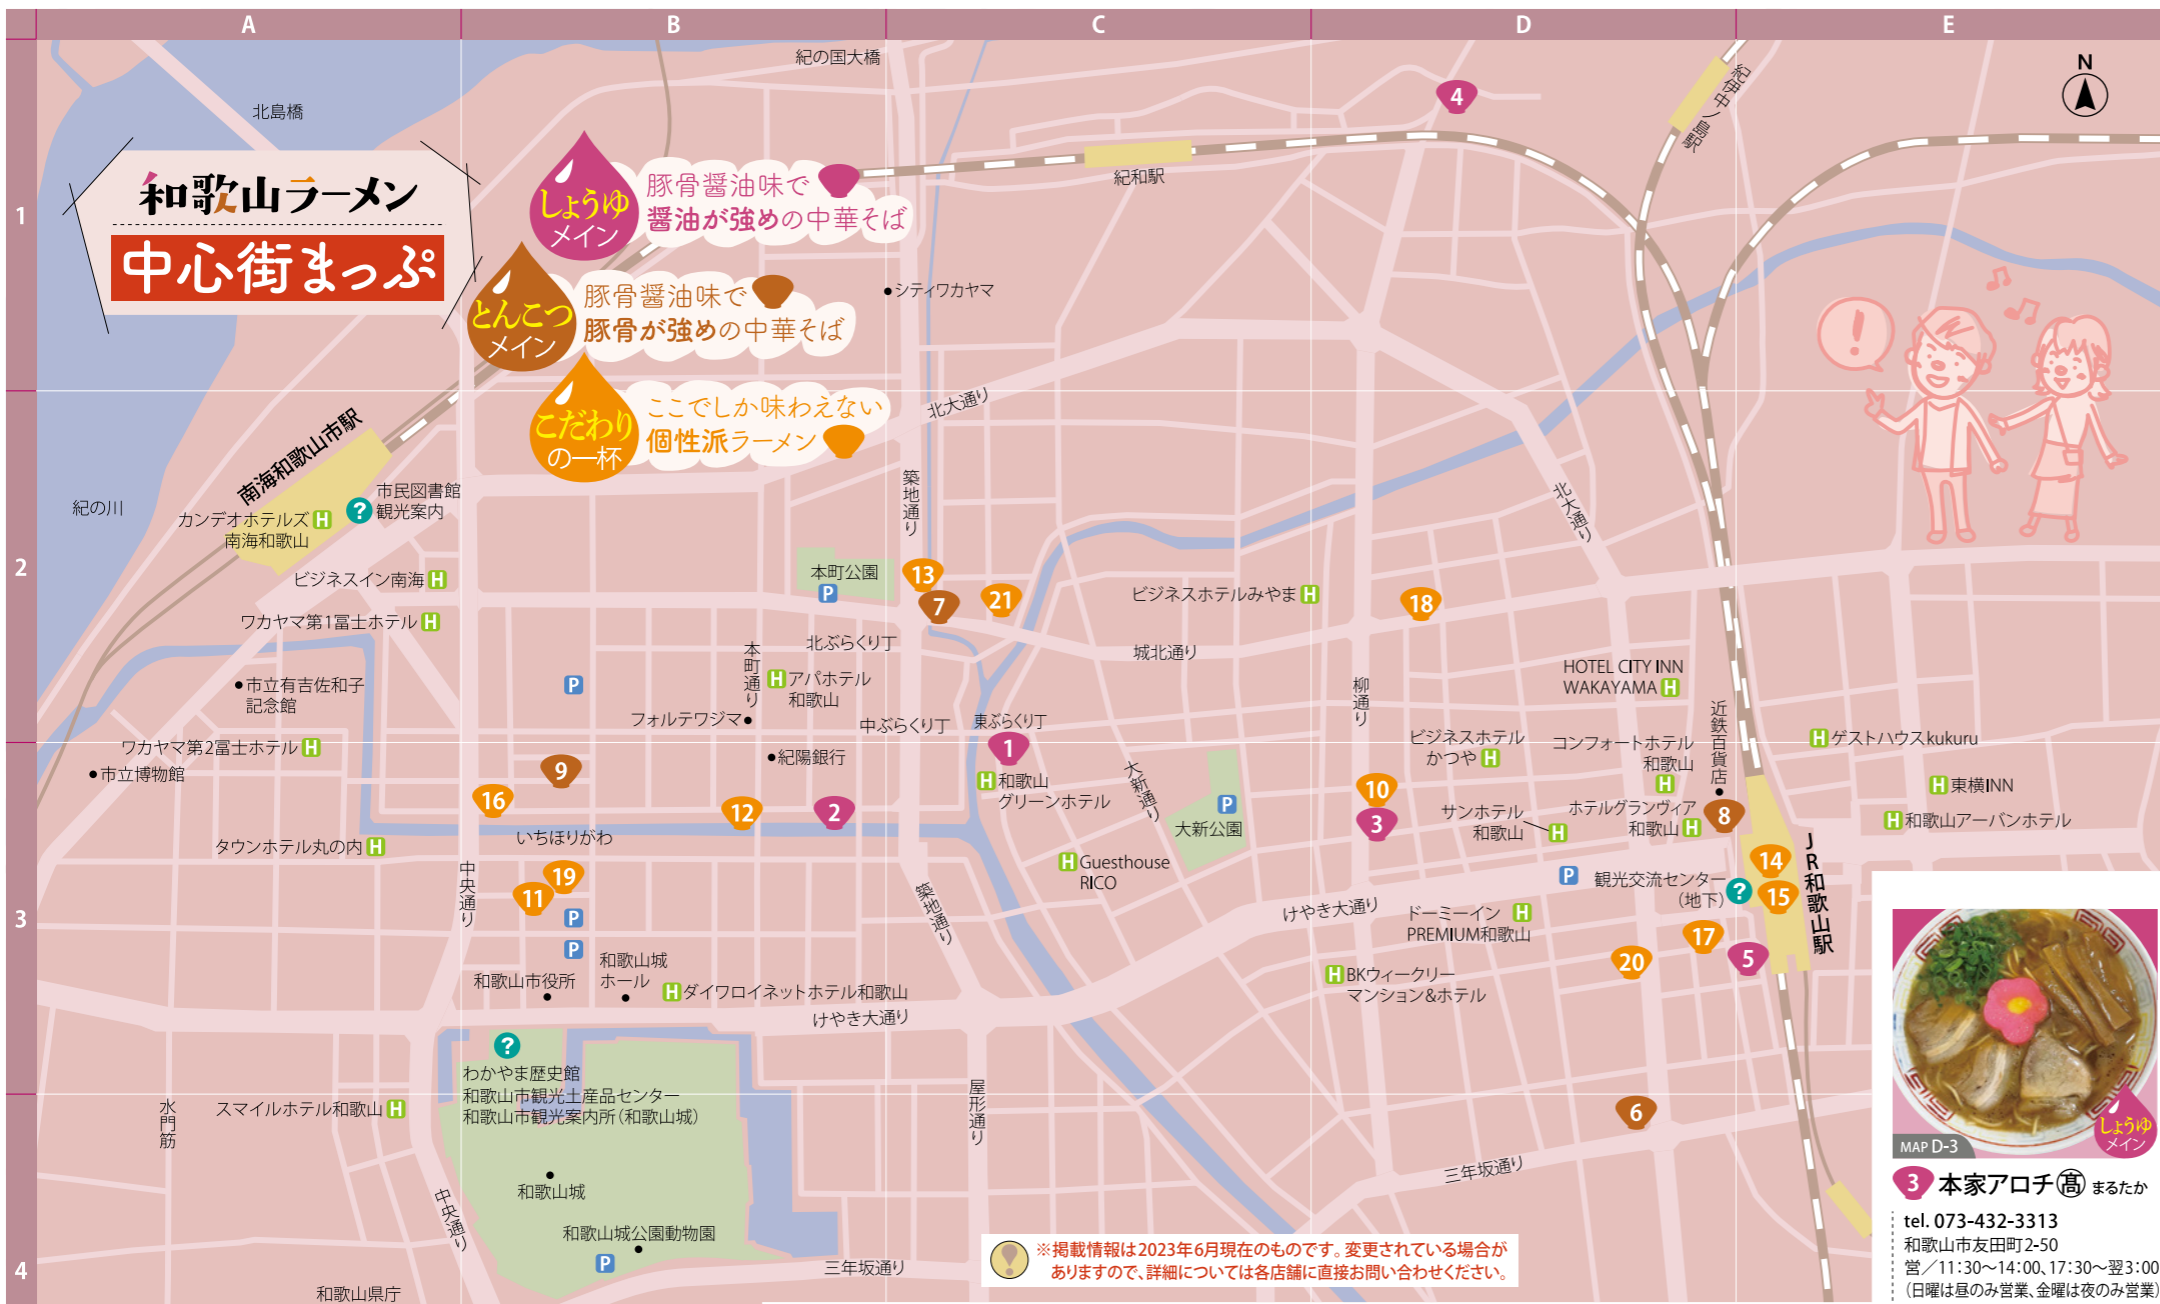 A
B
C
D
E
1
2
3
4
和歌山ラーメン
中心街まっぷ
しょうゆ
メイン
豚骨醤油味で
醤油が強めの中華そば
とんこつ
メイン
豚骨醤油味で
豚骨が強めの中華そば
こだわり
の一杯
ここでしか味わえない
個性派ラーメン
N
北島橋
紀の国大橋
4
紀伊中ノ島駅
紀和駅
シティワカヤマ
北大通り
南海和歌山市駅
紀の川
市民図書館
? 観光案内
カンデオホテルズ H
南海和歌山
築地通り
北大通り
ビジネスイン南海 H
本町公園
P
13
7
21
ビジネスホテルみやま H
18
ワカヤマ第1冨士ホテル H
北ぶらくり丁
城北通り
本町通り
市立有吉佐和子
記念館
P
H アパホテル
和歌山
HOTEL CITY INN
WAKAYAMA H
柳通り
フォルテワジマ
中ぶらくり丁
東ぶらくり丁
1
近鉄百貨店
ワカヤマ第2冨士ホテル H
市立博物館
9
紀陽銀行
H 和歌山
グリーンホテル
大新通り
ビジネスホテル
かつや H
コンフォートホテル
和歌山
H
H ゲストハウスkukuru
16
12
2
P
大新公園
10
3
サンホテル
和歌山
H
ホテルグランヴィア
和歌山 H
8
H 東横INN
H 和歌山アーバンホテル
いちほりがわ
タウンホテル丸の内 H
中央通り
19
11
P
P
築地通り
H Guesthouse
RICO
けやき大通り
P
観光交流センター
(地下) ?
14
15
JR和歌山駅
ドーミーイン H
PREMIUM和歌山
17
20
5
和歌山市役所
和歌山城
ホール
H ダイワロイネットホテル和歌山
H BKウィークリー
マンション&ホテル
けやき大通り
?
わかやま歴史館
和歌山市観光土産品センター
和歌山市観光案内所(和歌山城)
水門筋
スマイルホテル和歌山 H
屋形通り
6
三年坂通り
和歌山城
中央通り
和歌山城公園動物園
P
三年坂通り
和歌山県庁
※掲載情報は2023年6月現在のものです。変更されている場合が
ありますので、詳細については各店舗に直接お問い合わせください。
しょうゆ
メイン
MAP D-3
3 本家アロチ 髙 まるたか
tel. 073-432-3313
和歌山市友田町2-50
営／11:30～14:00、17:30～翌3:00
(日曜は昼のみ営業、金曜は夜のみ営業)